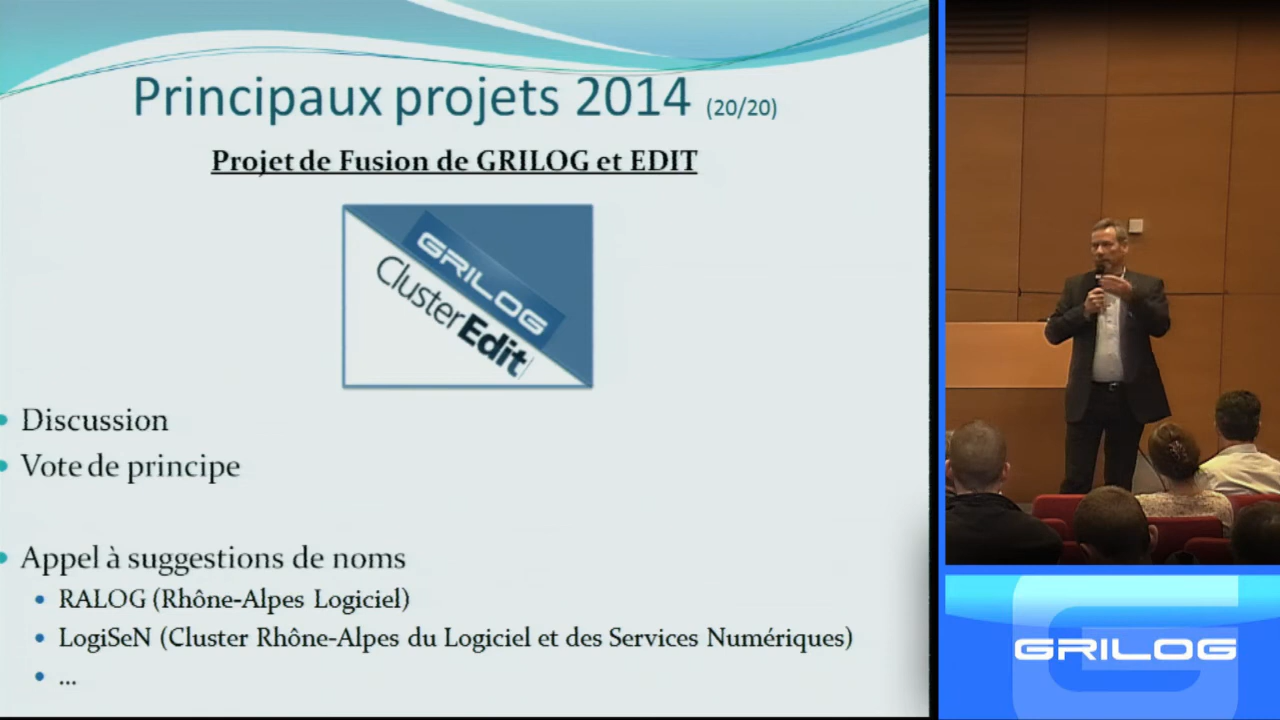 Principaux projets 2014 (20/20)
Projet de Fusion de GRILOG et EDIT
GRILOG
ClusterEdit
Discussion
Vote de principe
Appel à suggestions de noms
RALOG (Rhône-Alpes Logiciel)
LogiSeN (Cluster Rhône-Alpes du Logiciel et des Services Numériques)
...
GRILOG